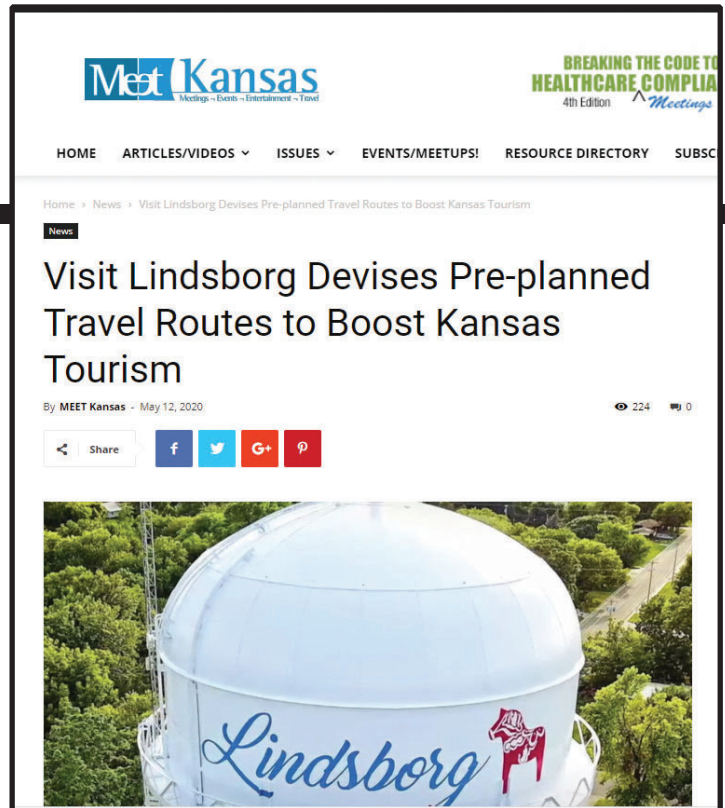 Meet Kansas
Meetings ~ Events ~ Entertainment ~ Travel
BREAKING THE CODE TO
HEALTHCARE COMPLIA
4th Edition Meetings
HOME ARTICLES/VIDEOS ISSUES EVENTS/MEETUPS! RESOURCE DIRECTORY SUBSC
Home › News › Visit Lindsborg Devises Pre-planned Travel Routes to Boost Kansas Tourism
News
Visit Lindsborg Devises Pre-planned
Travel Routes to Boost Kansas
Tourism
By MEET Kansas - May 12, 2020 224 0
Share f G+
Lindsborg